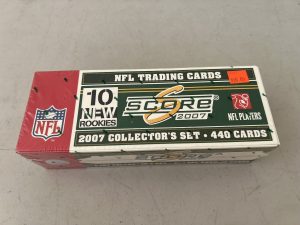 NFL TRADING CARDS
10
NEW
ROOKIES
SCORE
2007
NFL
NFL PLAYERS
2007 COLLECTOR'S SET • 440 CARDS